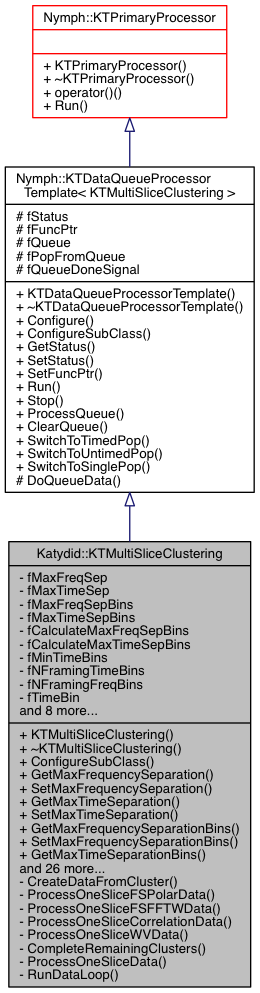 Nymph::KTPrimaryProcessor
+ KTPrimaryProcessor()
+ ~KTPrimaryProcessor()
+ operator()()
+ Run()
Nymph::KTDataQueueProcessor
Template< KTMultiSliceClustering >
# fStatus
# fFuncPtr
# fQueue
# fPopFromQueue
# fQueueDoneSignal
+ KTDataQueueProcessorTemplate()
+ ~KTDataQueueProcessorTemplate()
+ Configure()
+ ConfigureSubClass()
+ GetStatus()
+ SetStatus()
+ SetFuncPtr()
+ Run()
+ Stop()
+ ProcessQueue()
+ ClearQueue()
+ SwitchToTimedPop()
+ SwitchToUntimedPop()
+ SwitchToSinglePop()
# DoQueueData()
Katydid::KTMultiSliceClustering
- fMaxFreqSep
- fMaxTimeSep
- fMaxFreqSepBins
- fMaxTimeSepBins
- fCalculateMaxFreqSepBins
- fCalculateMaxTimeSepBins
- fMinTimeBins
- fNFramingTimeBins
- fNFramingFreqBins
- fTimeBin
and 8 more...
+ KTMultiSliceClustering()
+ ~KTMultiSliceClustering()
+ ConfigureSubClass()
+ GetMaxFrequencySeparation()
+ SetMaxFrequencySeparation()
+ GetMaxTimeSeparation()
+ SetMaxTimeSeparation()
+ GetMaxFrequencySeparationBins()
+ SetMaxFrequencySeparationBins()
+ GetMaxTimeSeparationBins()
and 26 more...
- CreateDataFromCluster()
- ProcessOneSliceFSPolarData()
- ProcessOneSliceFSFFTWData()
- ProcessOneSliceCorrelationData()
- ProcessOneSliceWVData()
- CompleteRemainingClusters()
- ProcessOneSliceData()
- RunDataLoop()